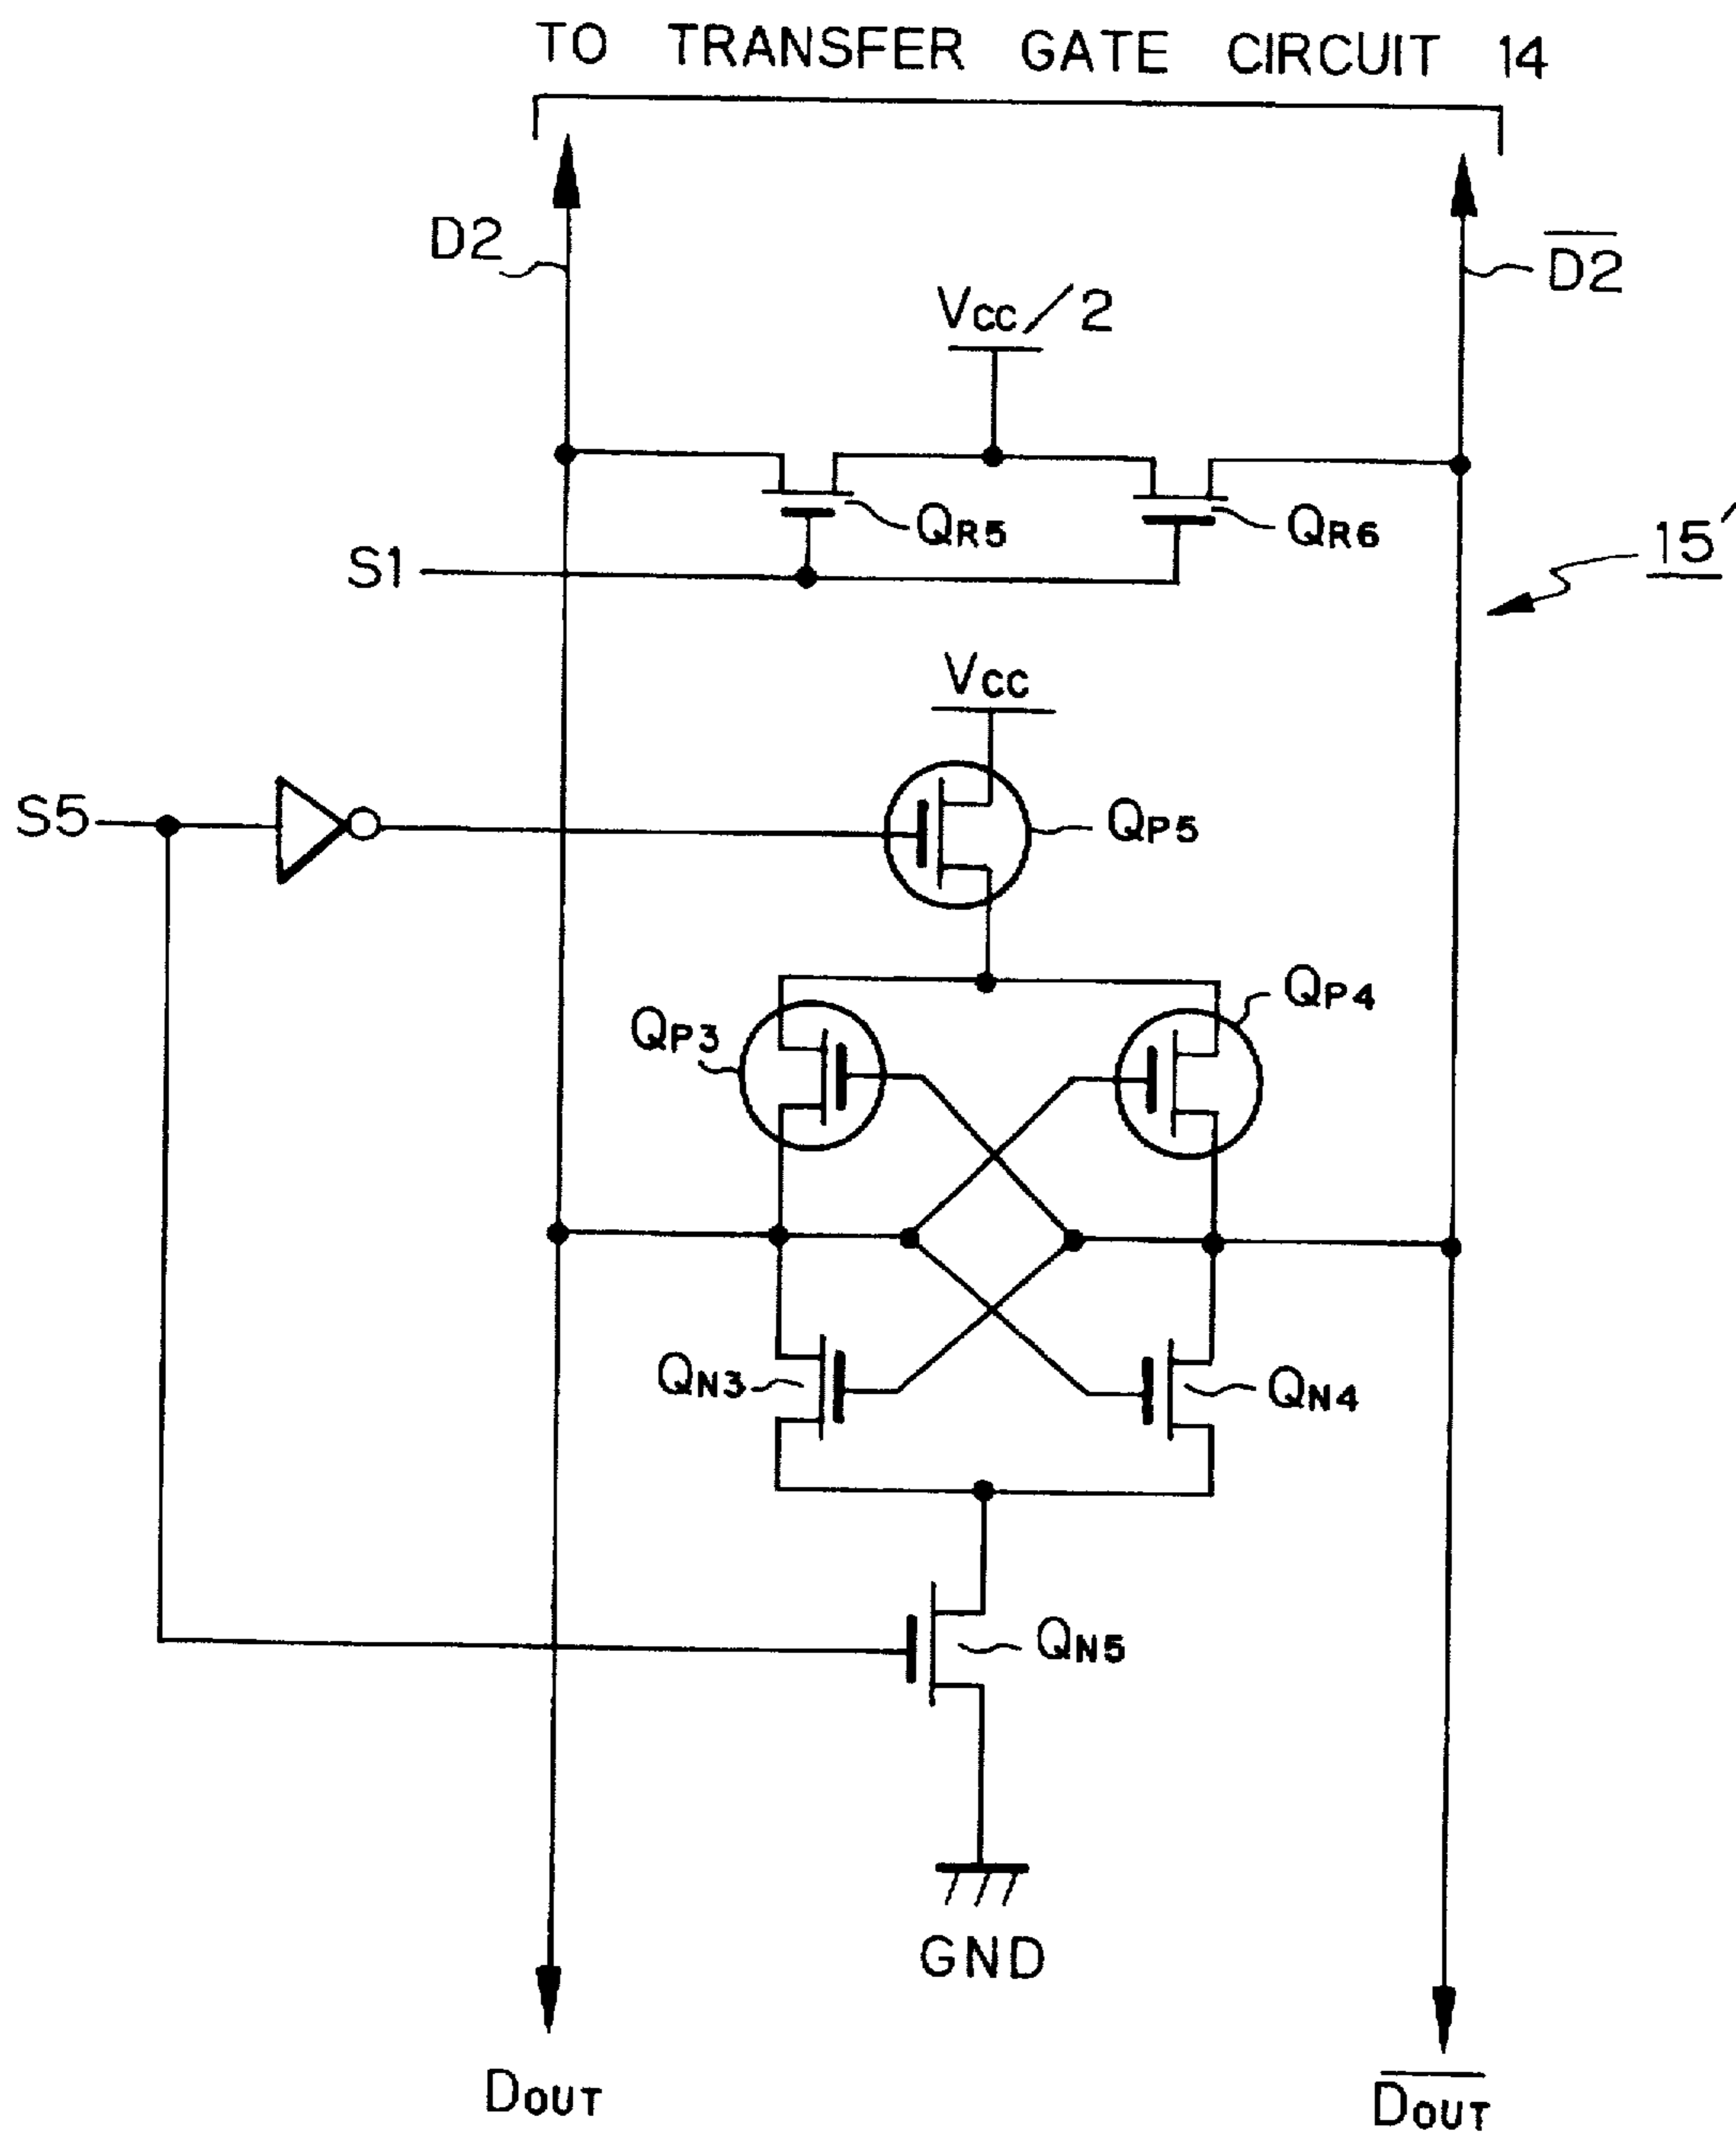 TO TRANSFER GATE CIRCUIT 14
D2
D2̅
Vcc/2
QR5
QR6
S1
15'
Vcc
S5
QP5
QP3
QP4
QN3
QN4
QN5
GND
DOUT
D̅O̅U̅T̅